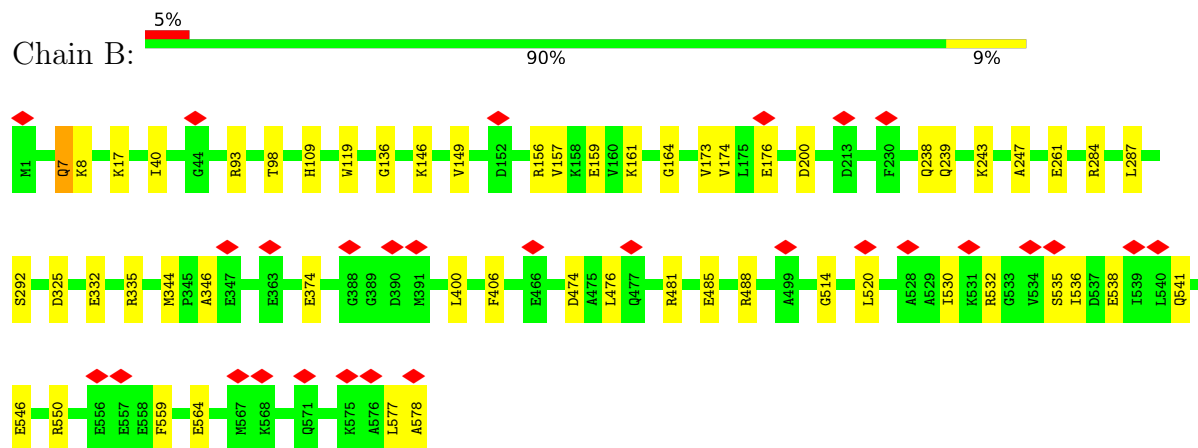 5%
Chain B:
90% 9%
M1 Q7 K8 K17 I40 G44 R93 T98 H109 W119 G136 K146 V149 D152 R156 V157 K158 E159 V160 K161 G164 V173 V174 L175 E176 D200 D213 F230 Q238 Q239 K243 A247 E261 R284 L287
S292 D325 E332 R335 M344 P345 A346 E347 E363 E374 G388 G389 D390 M391 L400 F406 E466 D474 A475 L476 Q477 R481 E485 R488 A499 G514 L520 A528 A529 I530 K531 R532 G533 V534 S535 I536 D537 E538 I539 L540 Q541
E546 R550 E556 E557 E558 F559 E564 M567 K568 Q571 K575 A576 L577 A578